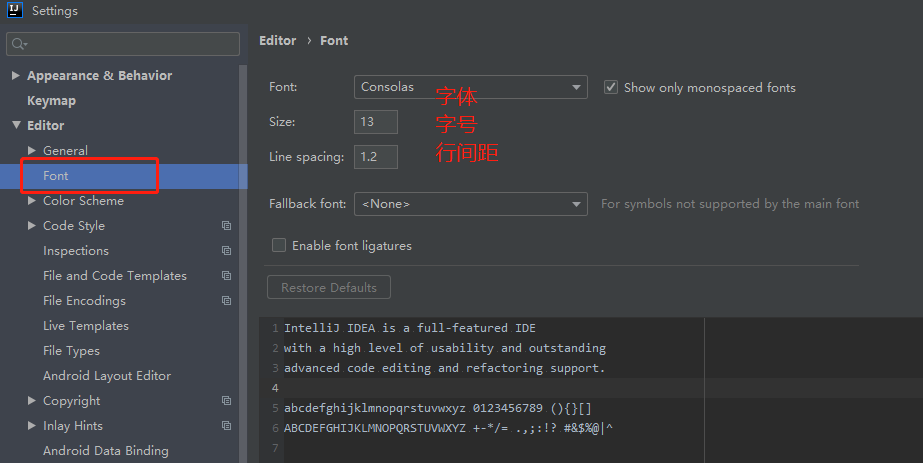 IJ Settings
Appearance & Behavior
Keymap
Editor
General
Font
Color Scheme
Code Style
Inspections
File and Code Templates
File Encodings
Live Templates
File Types
Android Layout Editor
Copyright
Inlay Hints
Android Data Binding
Editor › Font
Font: Consolas Show only monospaced fonts
字体
Size: 13 字号
Line spacing: 1.2 行间距
Fallback font: <None> For symbols not supported by the main font
Enable font ligatures
Restore Defaults
1 IntelliJ IDEA is a full-featured IDE
2 with a high level of usability and outstanding
3 advanced code editing and refactoring support.
4
5 abcdefghijklmnopqrstuvwxyz 0123456789 (){}[]
6 ABCDEFGHIJKLMNOPQRSTUVWXYZ +-*/= .,;:!? #&$%@|^
7